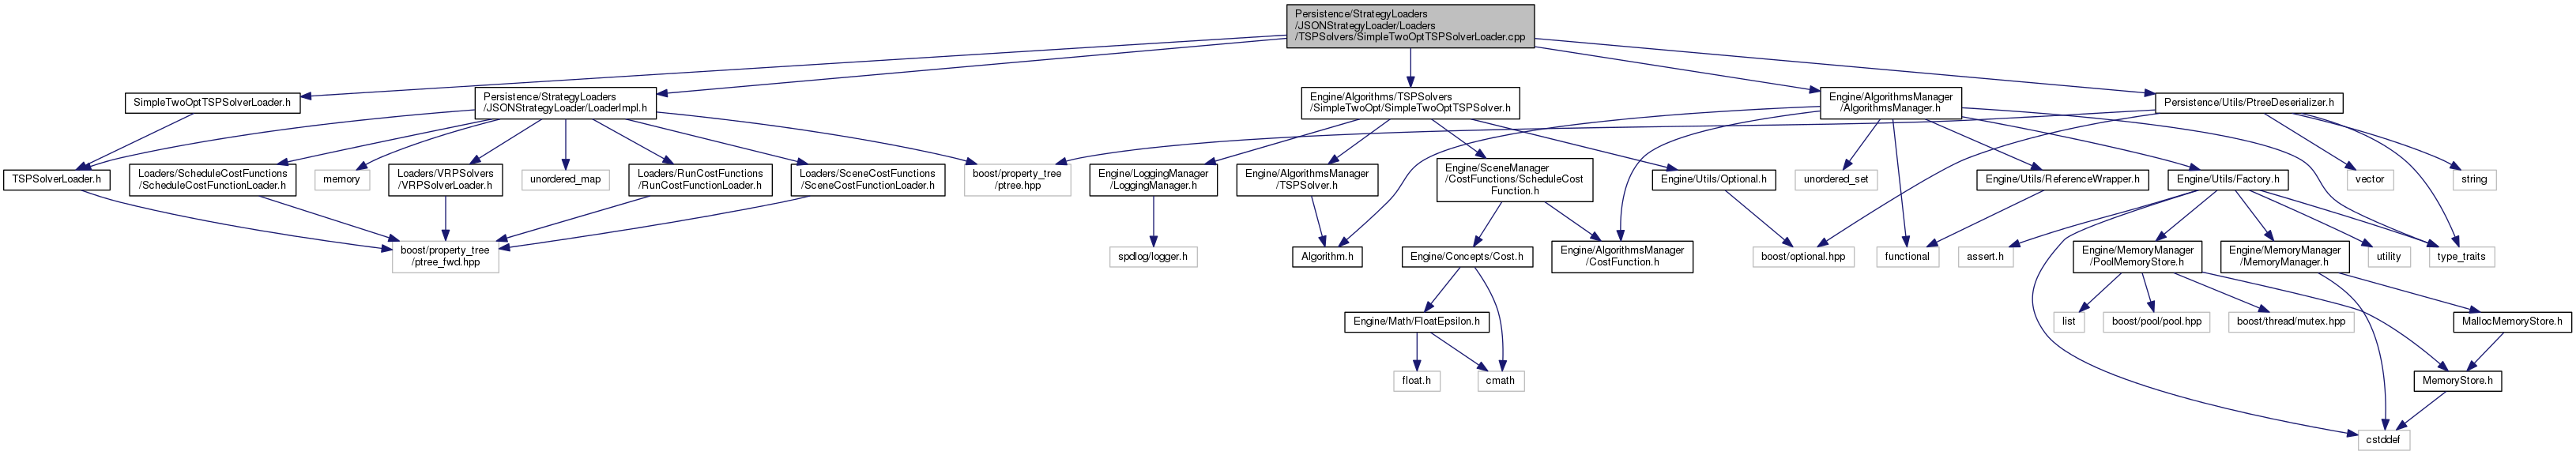 Persistence/StrategyLoaders
/JSONStrategyLoader/Loaders
/TSPSolvers/SimpleTwoOptTSPSolverLoader.cpp
SimpleTwoOptTSPSolverLoader.h
Persistence/StrategyLoaders
/JSONStrategyLoader/LoaderImpl.h
Engine/Algorithms/TSPSolvers
/SimpleTwoOpt/SimpleTwoOptTSPSolver.h
Engine/AlgorithmsManager
/AlgorithmsManager.h
Persistence/Utils/PtreeDeserializer.h
TSPSolverLoader.h
Loaders/ScheduleCostFunctions
/ScheduleCostFunctionLoader.h
memory
Loaders/VRPSolvers
/VRPSolverLoader.h
unordered_map
Loaders/RunCostFunctions
/RunCostFunctionLoader.h
Loaders/SceneCostFunctions
/SceneCostFunctionLoader.h
boost/property_tree
/ptree.hpp
Engine/LoggingManager
/LoggingManager.h
Engine/AlgorithmsManager
/TSPSolver.h
Engine/SceneManager
/CostFunctions/ScheduleCost
Function.h
Engine/Utils/Optional.h
unordered_set
Engine/Utils/ReferenceWrapper.h
Engine/Utils/Factory.h
vector
string
boost/property_tree
/ptree_fwd.hpp
spdlog/logger.h
Algorithm.h
Engine/Concepts/Cost.h
Engine/AlgorithmsManager
/CostFunction.h
boost/optional.hpp
functional
assert.h
Engine/MemoryManager
/PoolMemoryStore.h
Engine/MemoryManager
/MemoryManager.h
utility
type_traits
Engine/Math/FloatEpsilon.h
list
boost/pool/pool.hpp
boost/thread/mutex.hpp
MallocMemoryStore.h
float.h
cmath
MemoryStore.h
cstddef